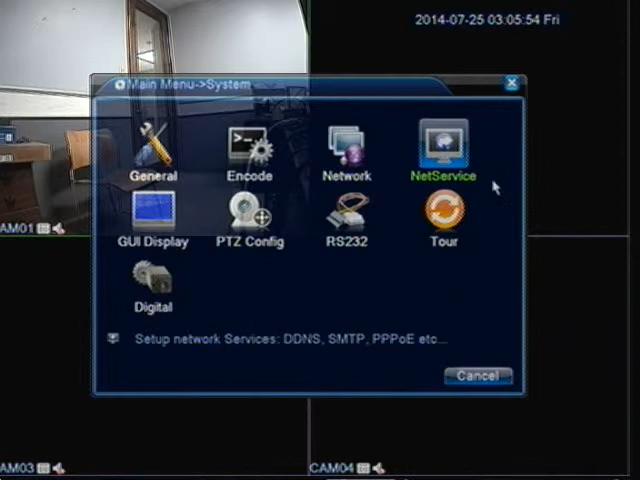 2014-07-25 03:05:54 Fri
Main Menu->System
General Encode Network NetService
GUI Display PTZ Config RS232 Tour
Digital
Setup network Services: DDNS, SMTP, PPPoE etc...
Cancel
AM01
AM03 CAM04